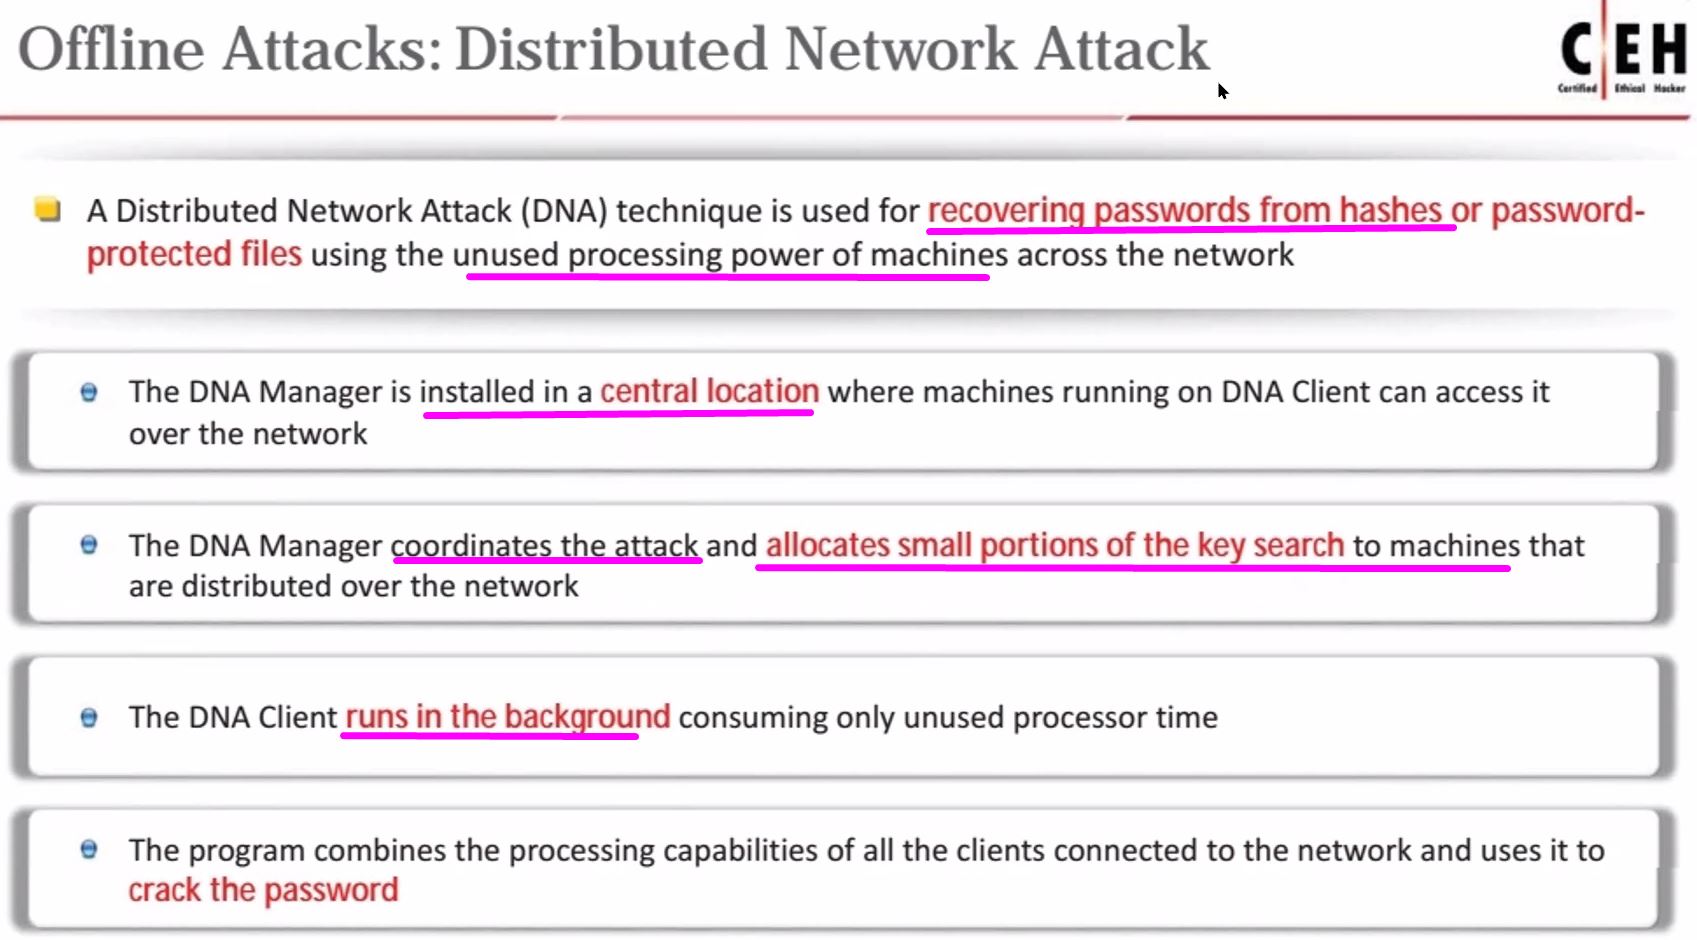 Offline Attacks: Distributed Network Attack
C EH
Certified Ethical Hacker
A Distributed Network Attack (DNA) technique is used for recovering passwords from hashes or password-
protected files using the unused processing power of machines across the network
The DNA Manager is installed in a central location where machines running on DNA Client can access it
over the network
The DNA Manager coordinates the attack and allocates small portions of the key search to machines that
are distributed over the network
The DNA Client runs in the background consuming only unused processor time
The program combines the processing capabilities of all the clients connected to the network and uses it to
crack the password